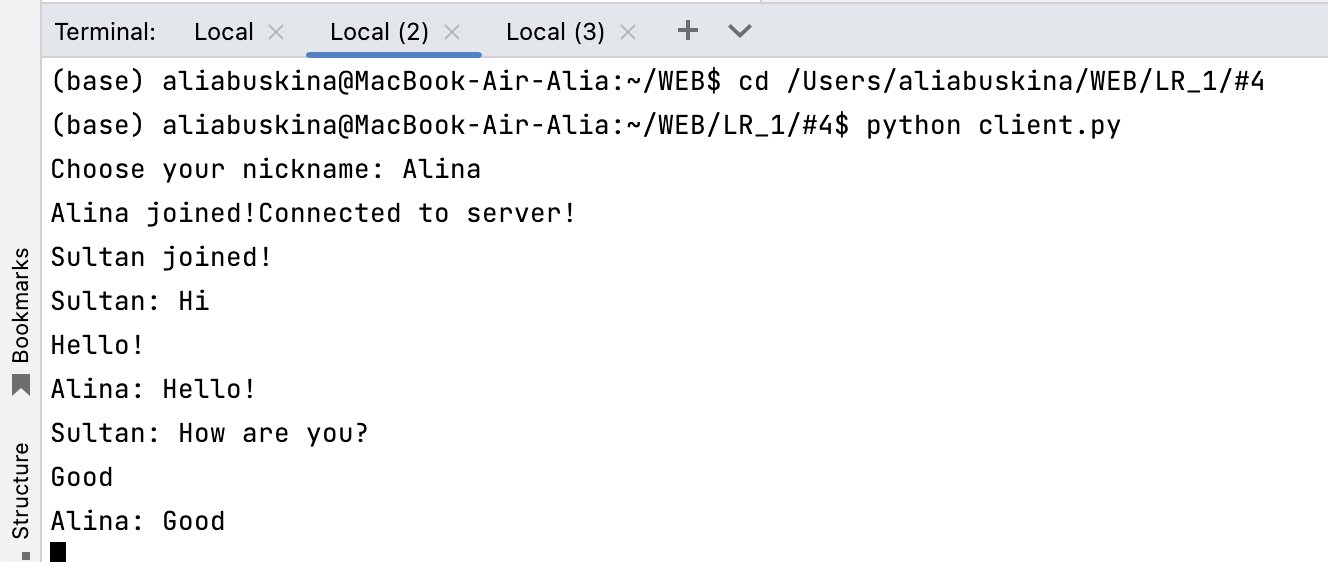 Terminal: Local Local (2) Local (3)
(base) aliabuskina@MacBook-Air-Alia:~/WEB$ cd /Users/aliabuskina/WEB/LR_1/#4
(base) aliabuskina@MacBook-Air-Alia:~/WEB/LR_1/#4$ python client.py
Choose your nickname: Alina
Alina joined!Connected to server!
Sultan joined!
Sultan: Hi
Hello!
Alina: Hello!
Sultan: How are you?
Good
Alina: Good
Bookmarks
Structure